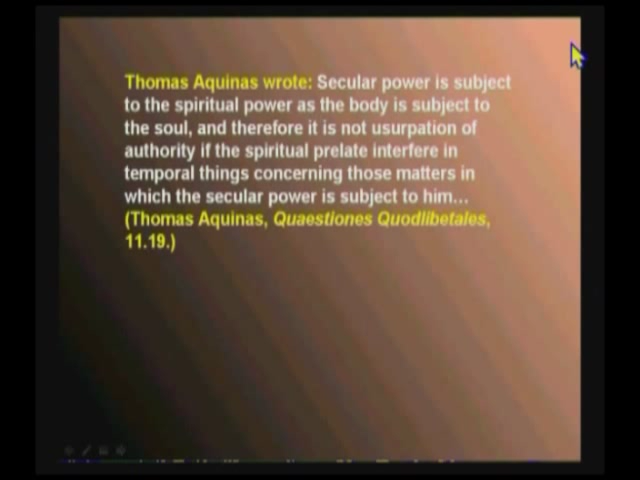 Thomas Aquinas wrote: Secular power is subject
to the spiritual power as the body is subject to
the soul, and therefore it is not usurpation of
authority if the spiritual prelate interfere in
temporal things concerning those matters in
which the secular power is subject to him...
(Thomas Aquinas, Quaestiones Quodlibetales,
11.19.)